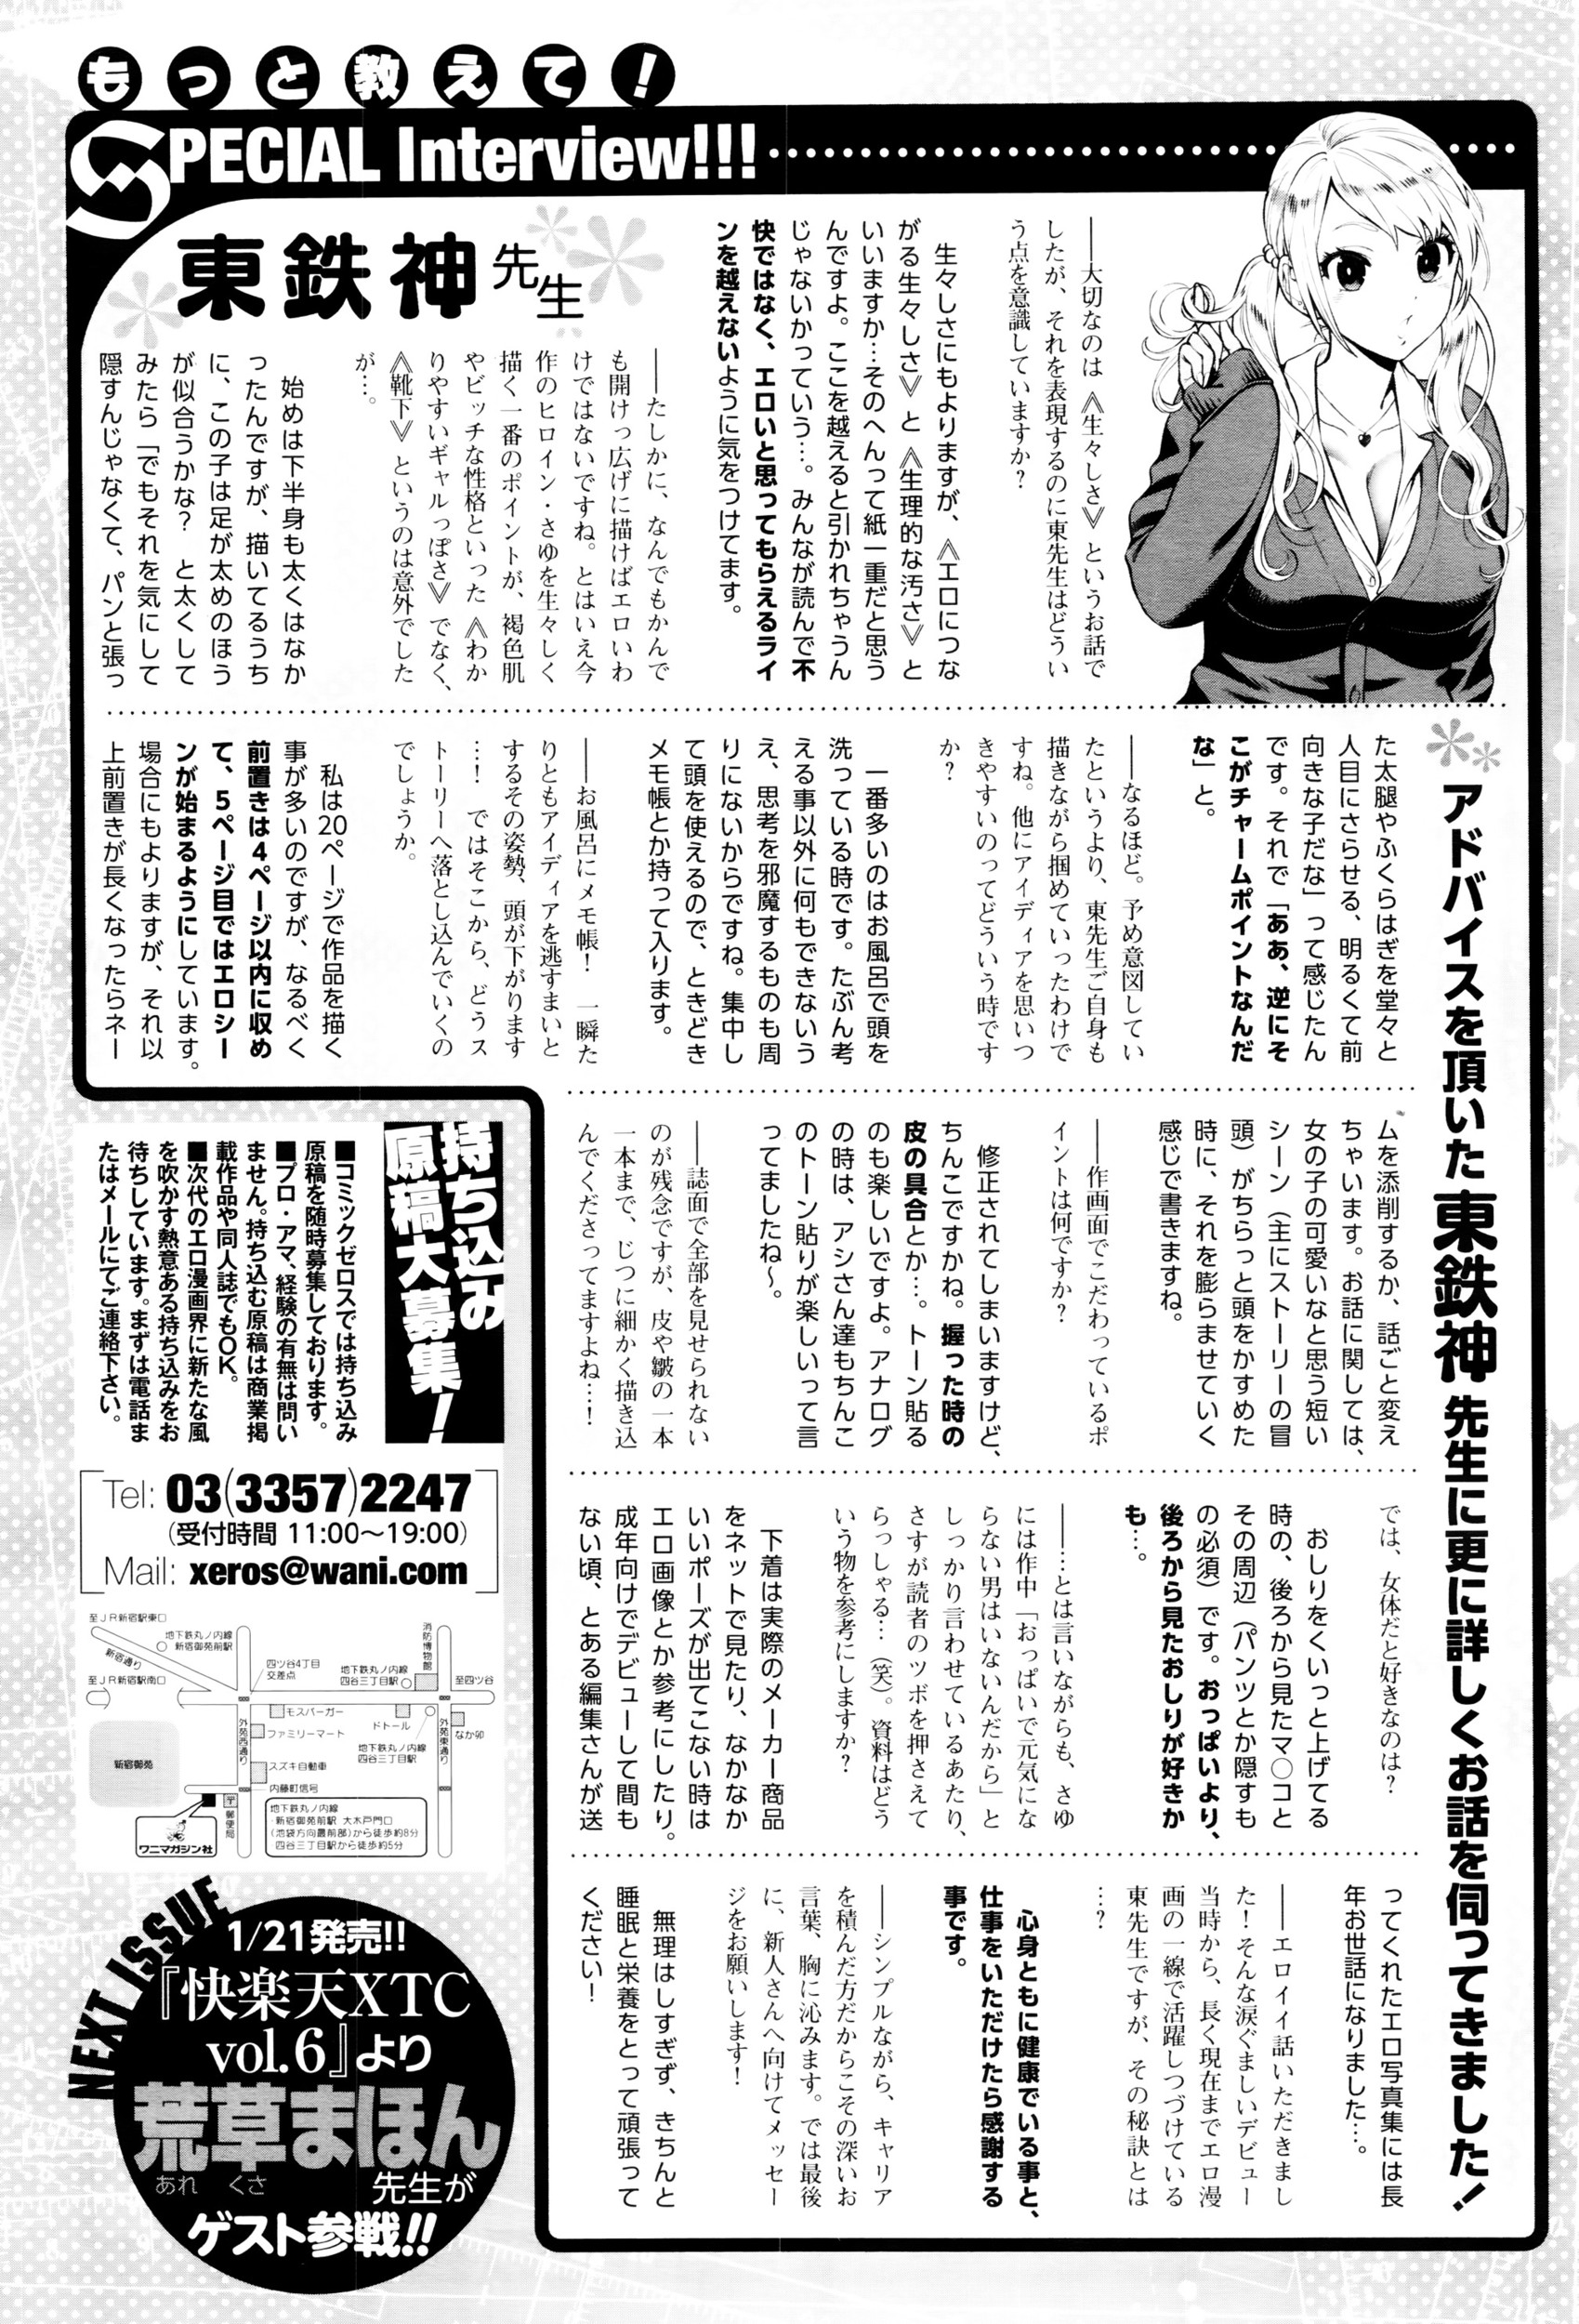 もっと教えて！
SPECIAL Interview!!!
東鉄神先生
アドバイスを頂いた東鉄神先生に更に詳しくお話を伺ってきました！
――大切なのは《生々しさ》というお話で
したが、それを表現するのに東先生はどうい
う点を意識していますか？
生々しさにもよりますが、《エロにつな
がる生々しさ》と《生理的な汚さ》と
いいますか…そのへんって紙一重だと思う
んですよ。ここを越えると引かれちゃうん
じゃないかっていう…。みんなが読んで不
快ではなく、エロいと思ってもらえるライ
ンを越えないように気をつけてます。
――たしかに、なんでもかんで
も開けっ広げに描けばエロいわ
けではないですね。とはいえ今
作のヒロイン・さゆを生々しく
描く一番のポイントが、褐色肌
やビッチな性格といった《わか
りやすいギャルっぽさ》でなく、
《靴下》というのは意外でした
が…。
始めは下半身も太くはなか
ったんですが、描いてるうち
に、この子は足が太めのほう
が似合うかな？　と太くして
みたら「でもそれを気にして
隠すんじゃなくて、パンと張っ
た太腿やふくらはぎを堂々と
人目にさらせる、明るくて前
向きな子だな」って感じたん
です。それで「ああ、逆にそ
こがチャームポイントなんだ
な」と。
――なるほど。予め意図してい
たというより、東先生ご自身も
描きながら掴めていったわけで
すね。他にアイディアを思いつ
きやすいのってどういう時です
か？
一番多いのはお風呂で頭を
洗っている時です。たぶん考
える事以外に何もできないう
え、思考を邪魔するものも周
りにないからですね。集中し
て頭を使えるので、ときどき
メモ帳とか持って入ります。
――お風呂にメモ帳！　一瞬た
りともアイディアを逃すまいと
するその姿勢、頭が下がります
…！　ではそこから、どうス
トーリーへ落とし込んでいくの
でしょうか。
私は20ページで作品を描く
事が多いのですが、なるべく
前置きは4ページ以内に収め
て、5ページ目ではエロシー
ンが始まるようにしています。
場合にもよりますが、それ以
上前置きが長くなったらネー
ムを添削するか、話ごと変え
ちゃいます。お話に関しては、
女の子の可愛いなと思う短い
シーン（主にストーリーの冒
頭）がちらっと頭をかすめた
時に、それを膨らませていく
感じで書きますね。
――作画面でこだわっているポ
イントは何ですか？
修正されてしまいますけど、
ちんこですかね。握った時の
皮の具合とか…。トーン貼る
のも楽しいですよ。アナログ
の時は、アシさん達もちんこ
のトーン貼りが楽しいって言
ってましたね～。
――誌面で全部を見せられない
のが残念ですが、皮や皺の一本
一本まで、じつに細かく描き込
んでくださってますよね…！
では、女体だと好きなのは？
おしりをくいっと上げてる
時の、後ろから見たマ○コと
その周辺（パンツとか隠すも
の必須）です。おっぱいより、
後ろから見たおしりが好きか
も…。
――…とは言いながらも、さゆ
には作中「おっぱいで元気にな
らない男はいないんだから」と
しっかり言わせているあたり、
さすが読者のツボを押さえて
らっしゃる…（笑）。資料はどう
いう物を参考にしますか？
下着は実際のメーカー商品
をネットで見たり、なかなか
いいポーズが出てこない時は
エロ画像とか参考にしたり。
成年向けでデビューして間も
ない頃、とある編集さんが送
ってくれたエロ写真集には長
年お世話になりました…。
――エロイイ話いただきまし
た！そんな涙ぐましいデビュー
当時から、長く現在までエロ漫
画の一線で活躍しつづけている
東先生ですが、その秘訣とは
…？
心身ともに健康でいる事と、
仕事をいただけたら感謝する
事です。
――シンプルながら、キャリア
を積んだ方だからこその深いお
言葉、胸に沁みます。では最後
に、新人さんへ向けてメッセー
ジをお願いします！
無理はしすぎず、きちんと
睡眠と栄養をとって頑張って
ください！
持ち込み
原稿大募集！
■コミックゼロスでは持ち込み
原稿を随時募集しております。
■プロ・アマ、経験の有無は問い
ません。持ち込む原稿は商業掲
載作品や同人誌でもOK。
■次代のエロ漫画界に新たな風
を吹かす熱意ある持ち込みをお
待ちしています。まずは電話ま
たはメールにてご連絡下さい。
Tel: 03(3357)2247
（受付時間 11:00～19:00）
Mail: xeros@wani.com
至JR新宿駅東口
地下鉄丸ノ内線
新宿御苑前駅
新宿通り
至JR新宿駅南口
四ツ谷4丁目
交差点
地下鉄丸ノ内線
四谷三丁目駅
消防博物館
至四ツ谷
モスバーガー
ファミリーマート
ドトール
地下鉄丸ノ内線
四谷三丁目駅
なか卯
外苑西通り
外苑東通り
新宿御苑
スズキ自動車
内藤町信号
〒郵便局
ワニマガジン社
地下鉄丸ノ内線
・新宿御苑前駅 大木戸門口
（池袋方向最前部）から徒歩約8分
・四谷三丁目駅から徒歩約5分
NEXT ISSUE
1/21発売!!
『快楽天XTC
vol.6』より
荒草まほん
あれ くさ
先生が
ゲスト参戦!!